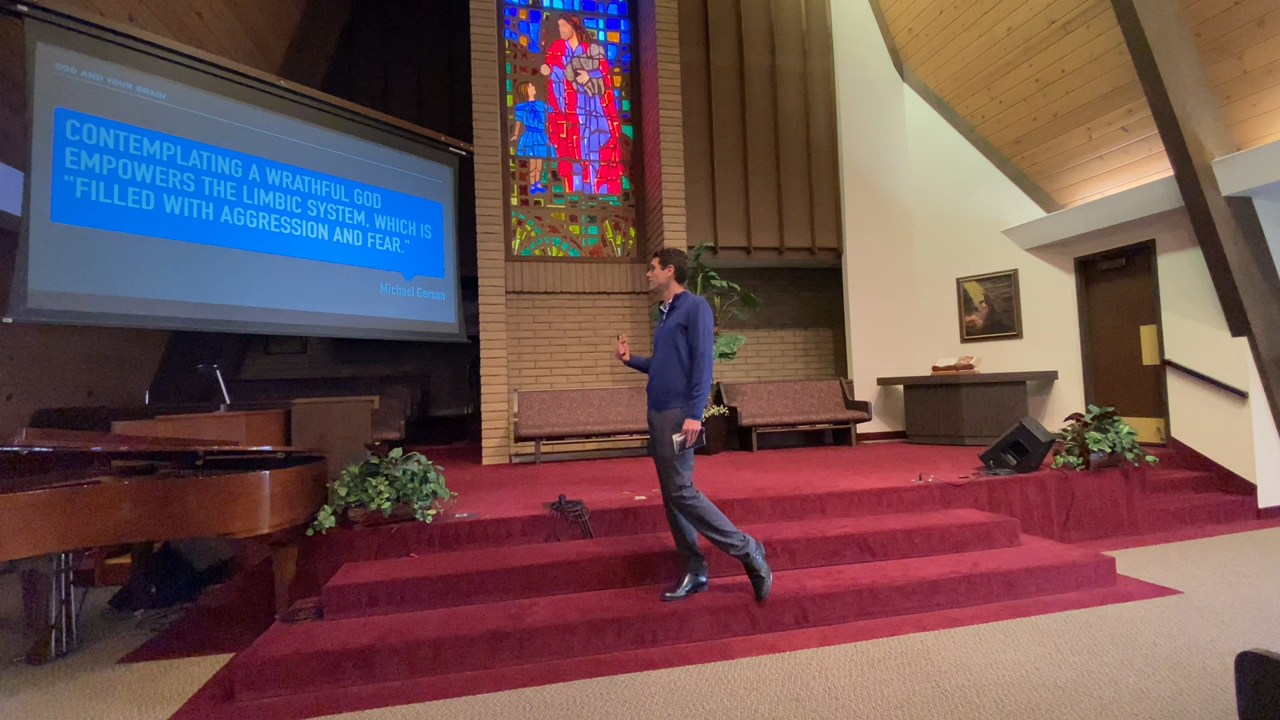 GOD AND YOUR BRAIN
CONTEMPLATING A WRATHFUL GOD
EMPOWERS THE LIMBIC SYSTEM, WHICH IS
"FILLED WITH AGGRESSION AND FEAR."
Michael Gerson